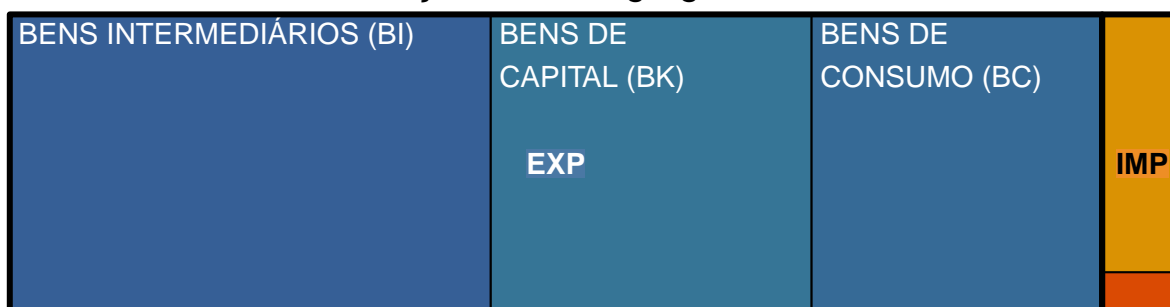 BENS INTERMEDIÁRIOS (BI)
BENS DE
CAPITAL (BK)
BENS DE
CONSUMO (BC)
EXP
IMP